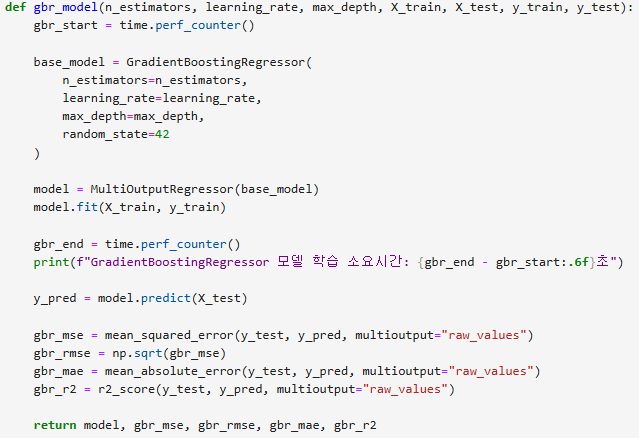 def gbr_model(n_estimators, learning_rate, max_depth, X_train, X_test, y_train, y_test):
    gbr_start = time.perf_counter()

    base_model = GradientBoostingRegressor(
        n_estimators=n_estimators,
        learning_rate=learning_rate,
        max_depth=max_depth,
        random_state=42
    )

    model = MultiOutputRegressor(base_model)
    model.fit(X_train, y_train)

    gbr_end = time.perf_counter()
    print(f"GradientBoostingRegressor 모델 학습 소요시간: {gbr_end - gbr_start:.6f}초")

    y_pred = model.predict(X_test)

    gbr_mse = mean_squared_error(y_test, y_pred, multioutput="raw_values")
    gbr_rmse = np.sqrt(gbr_mse)
    gbr_mae = mean_absolute_error(y_test, y_pred, multioutput="raw_values")
    gbr_r2 = r2_score(y_test, y_pred, multioutput="raw_values")

    return model, gbr_mse, gbr_rmse, gbr_mae, gbr_r2